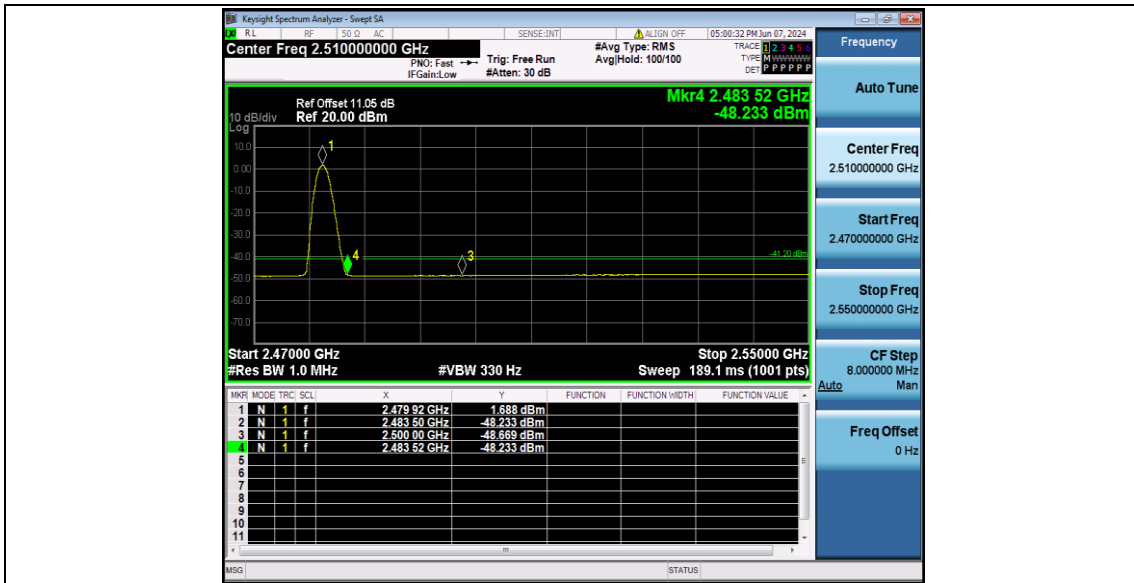 Keysight Spectrum Analyzer - Swept SA
RL RF 50 Ω AC SENSE:INT ALIGN OFF 05:00:32 PM Jun 07, 2024
Center Freq 2.510000000 GHz
PNO: Fast
IFGain:Low
Trig: Free Run
#Atten: 30 dB
#Avg Type: RMS
Avg|Hold: 100/100
TRACE 1 2 3 4 5 6
TYPE M WWWWW
DET P P P P P P
Ref Offset 11.05 dB
10 dB/div Ref 20.00 dBm
Log
Mkr4 2.483 52 GHz
-48.233 dBm
10.0
0.00
-10.0
-20.0
-30.0
-40.0
-50.0
-60.0
-70.0
1
4
3
-41.20 dBm
Start 2.47000 GHz Stop 2.55000 GHz
#Res BW 1.0 MHz #VBW 330 Hz Sweep 189.1 ms (1001 pts)
MKR MODE TRC SCL X Y FUNCTION FUNCTION WIDTH FUNCTION VALUE
1 N 1 f 2.479 92 GHz 1.688 dBm
2 N 1 f 2.483 50 GHz -48.233 dBm
3 N 1 f 2.500 00 GHz -48.669 dBm
4 N 1 f 2.483 52 GHz -48.233 dBm
5
6
7
8
9
10
11
MSG STATUS
Frequency
Auto Tune
Center Freq
2.510000000 GHz
Start Freq
2.470000000 GHz
Stop Freq
2.550000000 GHz
CF Step
8.000000 MHz
Auto Man
Freq Offset
0 Hz